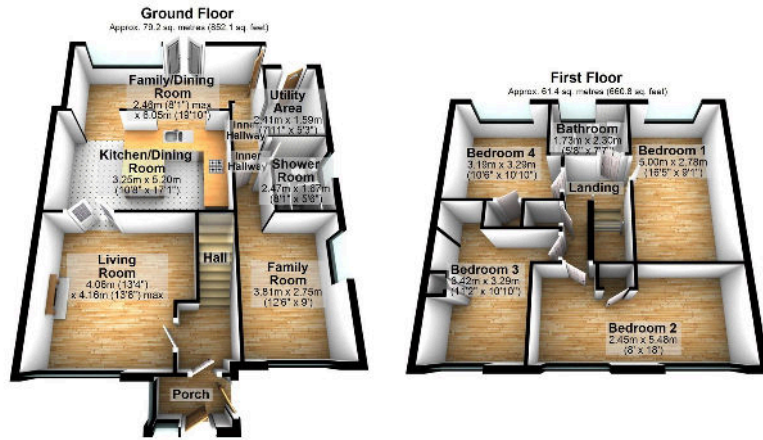 Ground Floor
Approx. 79.2 sq. metres (852.1 sq. feet)
Family/Dining
Room
2.46m (8'1") max
x 6.05m (19'10")
Utility
Area
2.41m x 1.59m
(7'11" x 5'3")
Inner
Hallway
Kitchen/Dining
Room
3.25m x 5.20m
(10'8" x 17'1")
Inner
Hallway
Shower
Room
2.47m x 1.67m
(8'1" x 5'6")
Living
Room
4.06m (13'4")
x 4.16m (13'8") max
Hall
Family
Room
3.81m x 2.75m
(12'6" x 9')
Porch
First Floor
Approx. 61.4 sq. metres (660.8 sq. feet)
Bathroom
1.73m x 2.30m
(5'8" x 7'7")
Bedroom 4
3.19m x 3.29m
(10'6" x 10'10")
Bedroom 1
5.00m x 2.78m
(16'5" x 9'1")
Landing
Bedroom 3
3.42m x 3.29m
(11'2" x 10'10")
Bedroom 2
2.45m x 5.48m
(8' x 18')